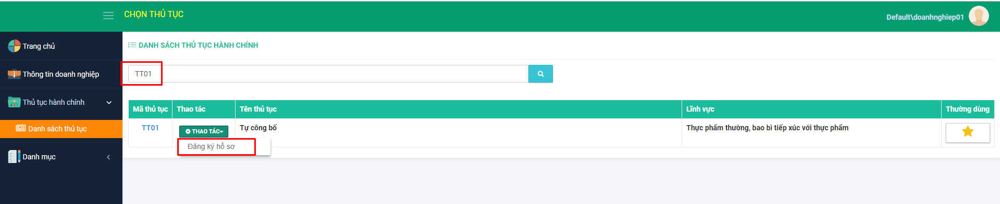 CHỌN THỦ TỤC
Default\doanhnghiep01
Trang chủ
Thông tin doanh nghiệp
Thủ tục hành chính
Danh sách thủ tục
Danh mục
DANH SÁCH THỦ TỤC HÀNH CHÍNH
TT01
Mã thủ tục Thao tác Tên thủ tục Lĩnh vực Thường dùng
TT01 THAO TÁC Tự công bố Thực phẩm thường, bao bì tiếp xúc với thực phẩm
Đăng ký hồ sơ